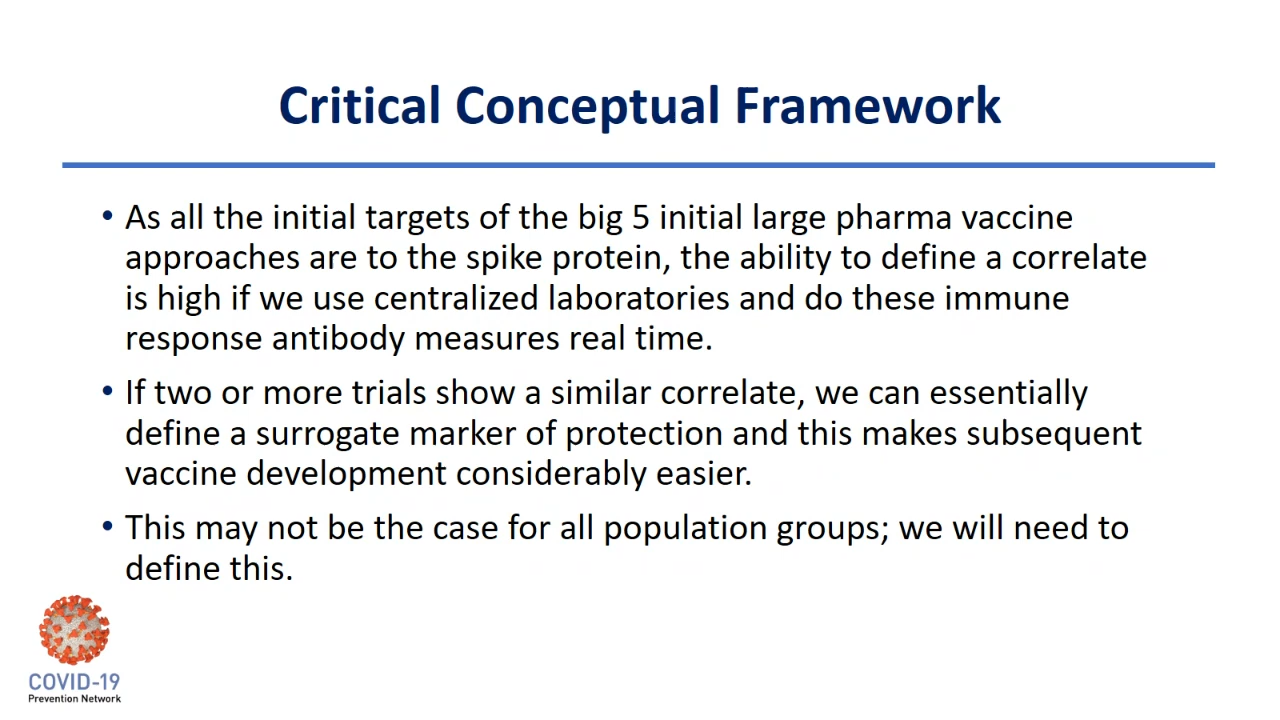 Critical Conceptual Framework
• As all the initial targets of the big 5 initial large pharma vaccine
approaches are to the spike protein, the ability to define a correlate
is high if we use centralized laboratories and do these immune
response antibody measures real time.
• If two or more trials show a similar correlate, we can essentially
define a surrogate marker of protection and this makes subsequent
vaccine development considerably easier.
• This may not be the case for all population groups; we will need to
define this.
COVID-19
Prevention Network